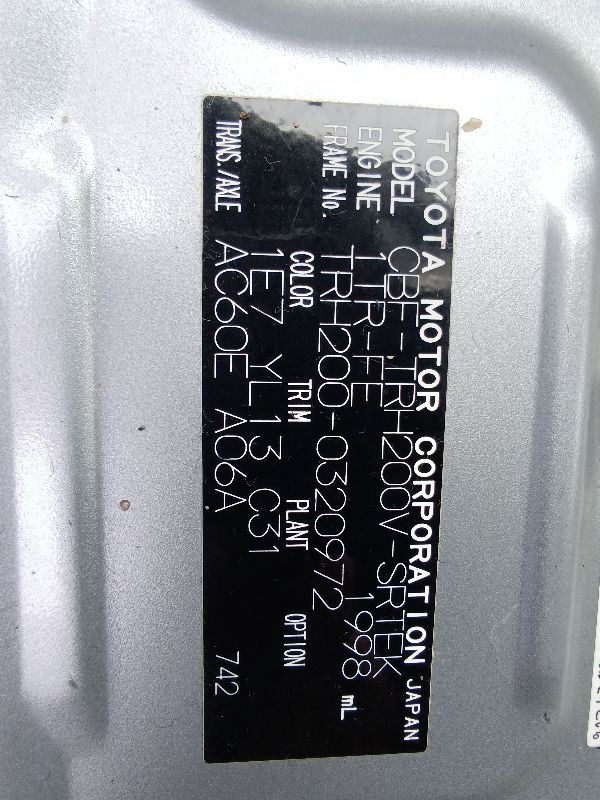 TOYOTA MOTOR CORPORATION JAPAN
MODEL CBF-TRH200V-SRTEK
ENGINE 1TR-FE 1998 mL
FRAME No. TRH200-0320972
COLOR TRIM PLANT OPTION
1E7 YL13 C31
TRANS./AXLE AC60E A06A 742